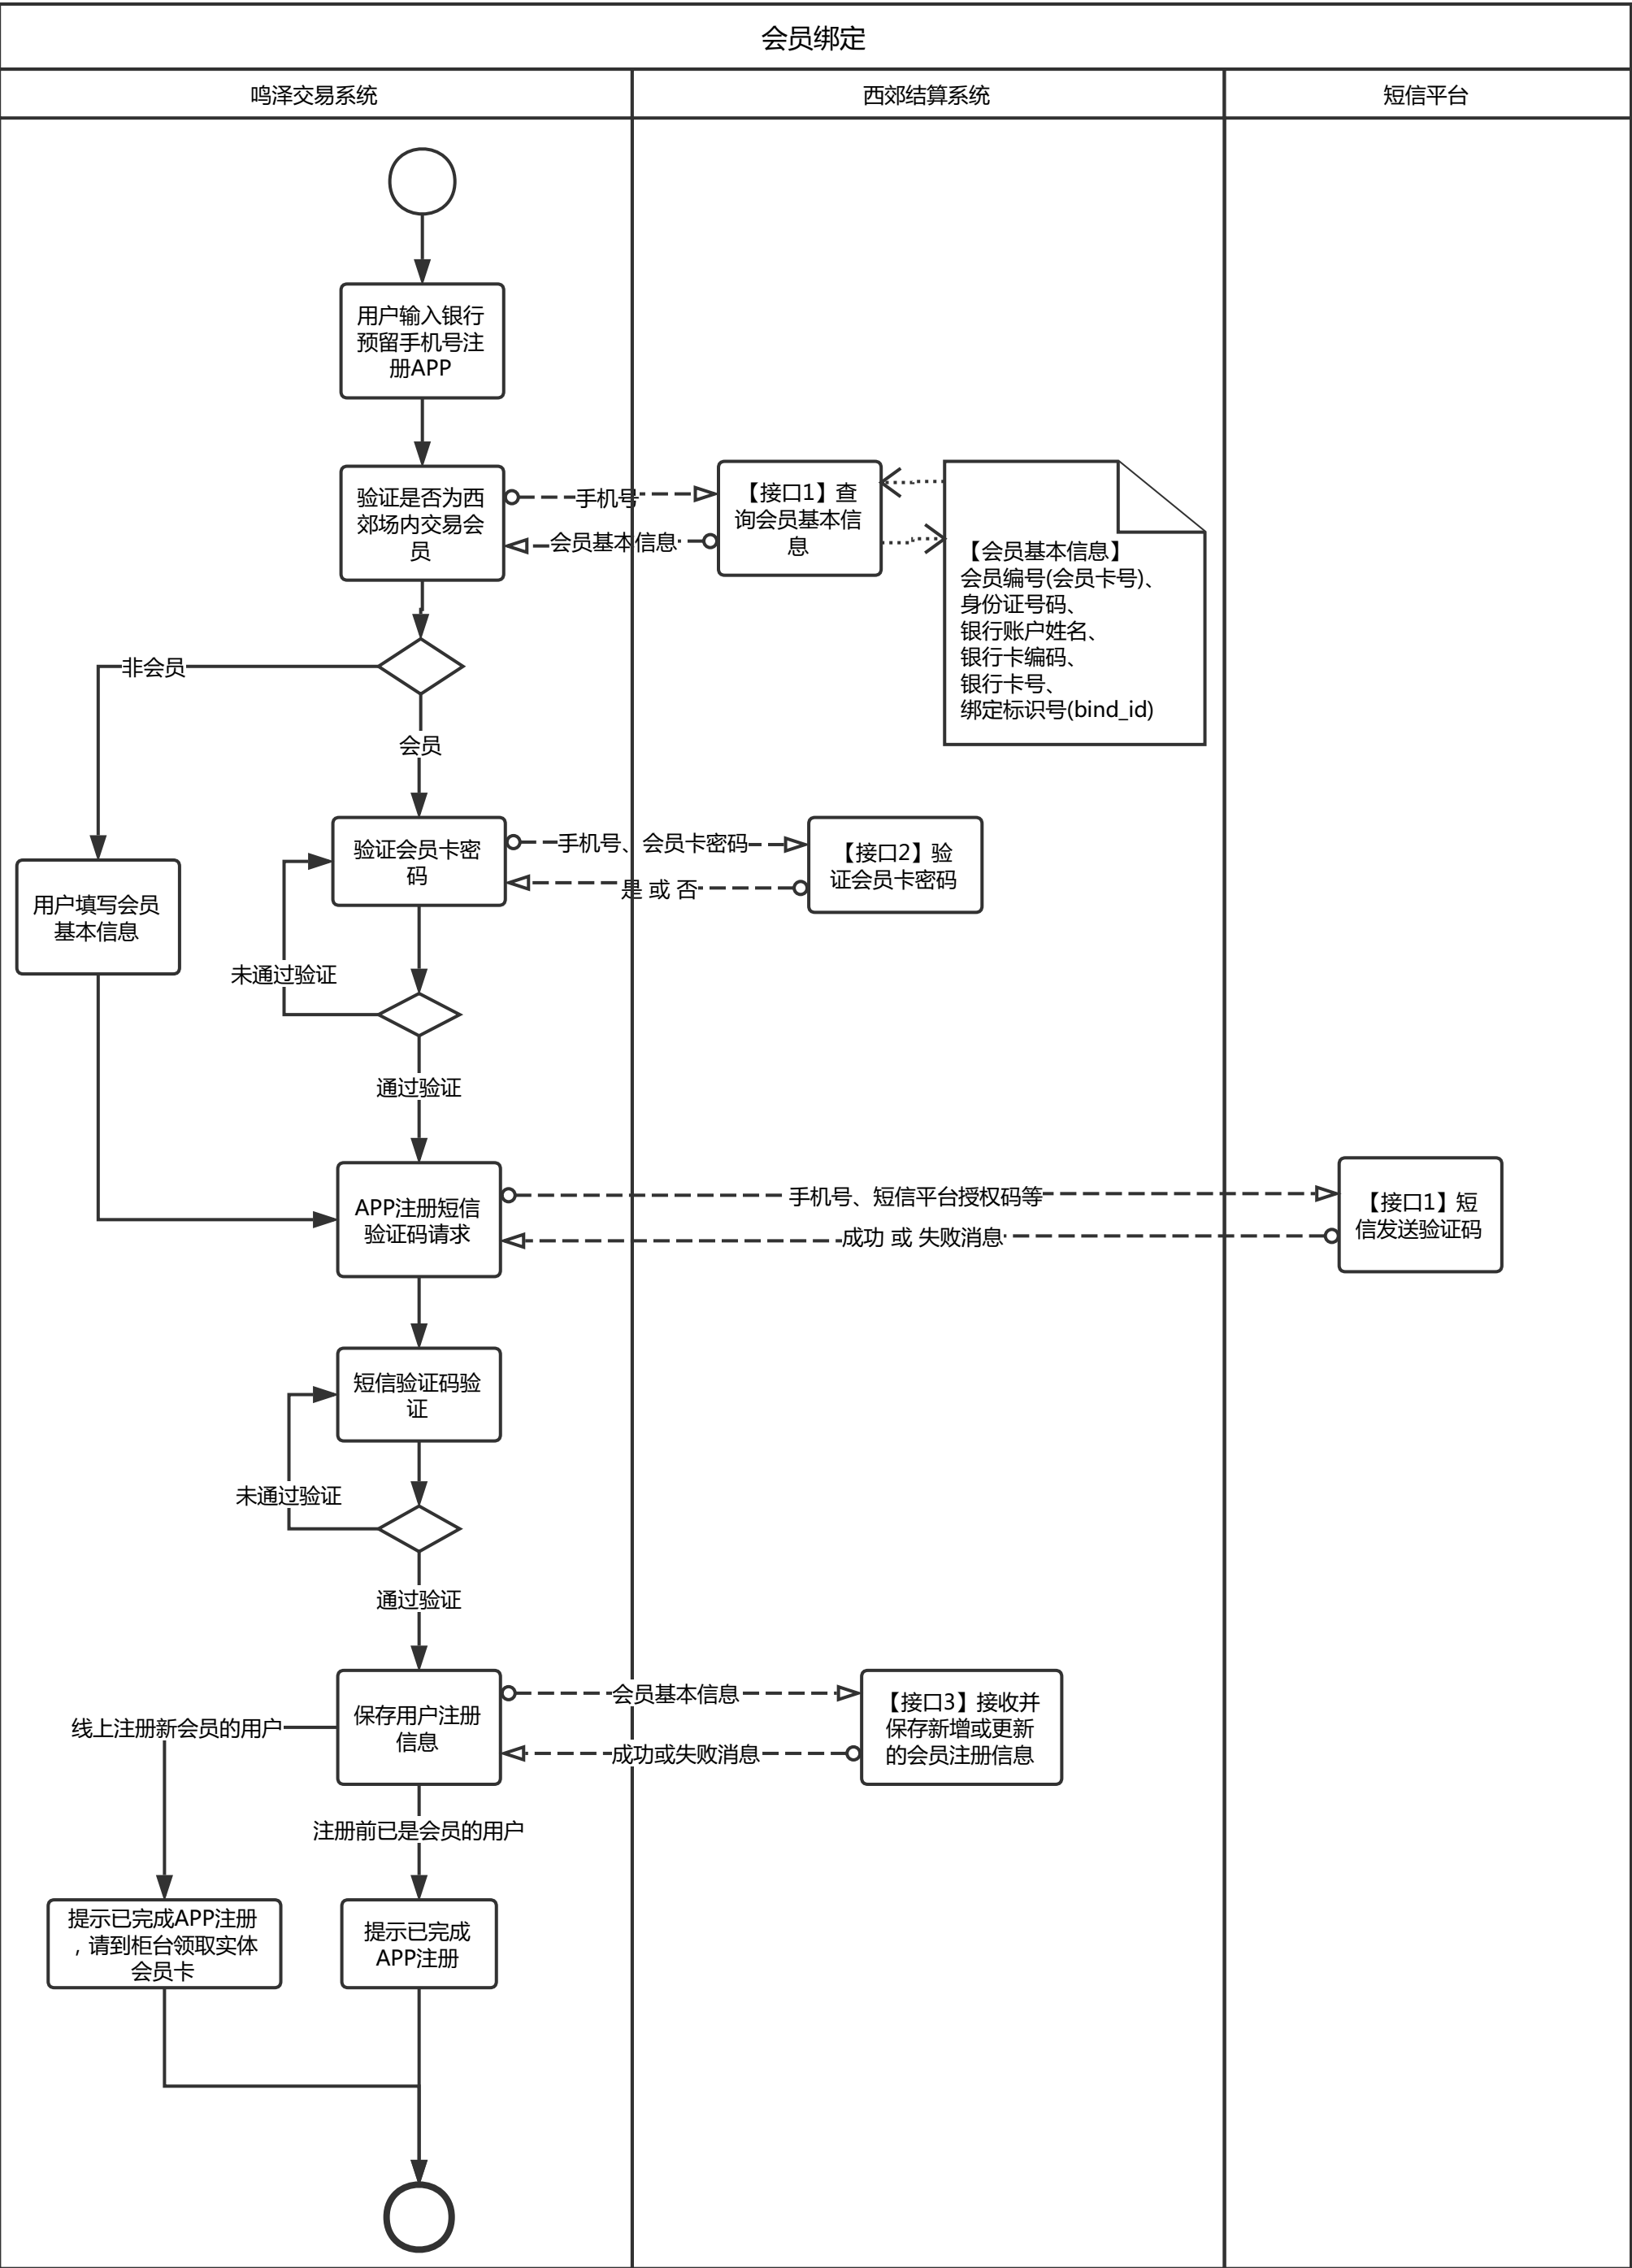 会员绑定
鸣泽交易系统
西郊结算系统
短信平台
用户输入银行
预留手机号注
册APP
验证是否为西
郊场内交易会
员
手机号
会员基本信息
【接口1】查
询会员基本信
息
【会员基本信息】
会员编号(会员卡号)、
身份证号码、
银行账户姓名、
银行卡编码、
银行卡号、
绑定标识号(bind_id)
非会员
会员
验证会员卡密
码
手机号、会员卡密码
是 或 否
【接口2】验
证会员卡密码
用户填写会员
基本信息
未通过验证
通过验证
APP注册短信
验证码请求
手机号、短信平台授权码等
成功 或 失败消息
【接口1】短
信发送验证码
短信验证码验
证
未通过验证
通过验证
保存用户注册
信息
会员基本信息
成功或失败消息
【接口3】接收并
保存新增或更新
的会员注册信息
线上注册新会员的用户
注册前已是会员的用户
提示已完成APP注册
，请到柜台领取实体
会员卡
提示已完成
APP注册